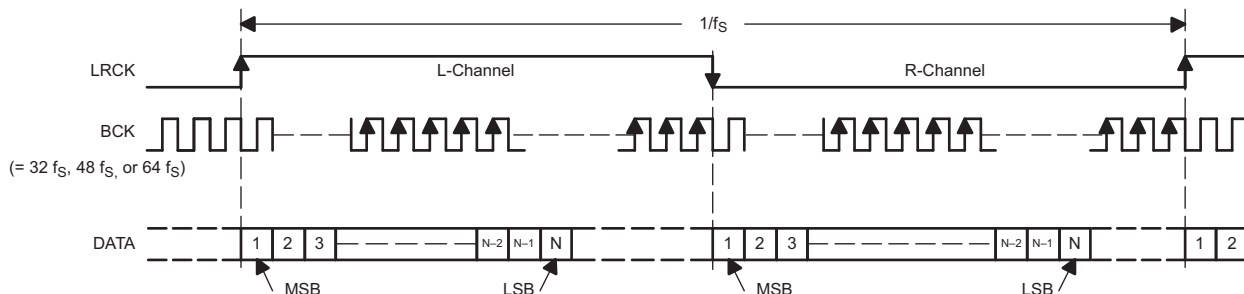 1/fS
LRCK
L-Channel
R-Channel
BCK
(= 32 fS, 48 fS, or 64 fS)
DATA
1 2 3 N–2 N–1 N 1 2 3 N–2 N–1 N 1 2
MSB LSB MSB LSB